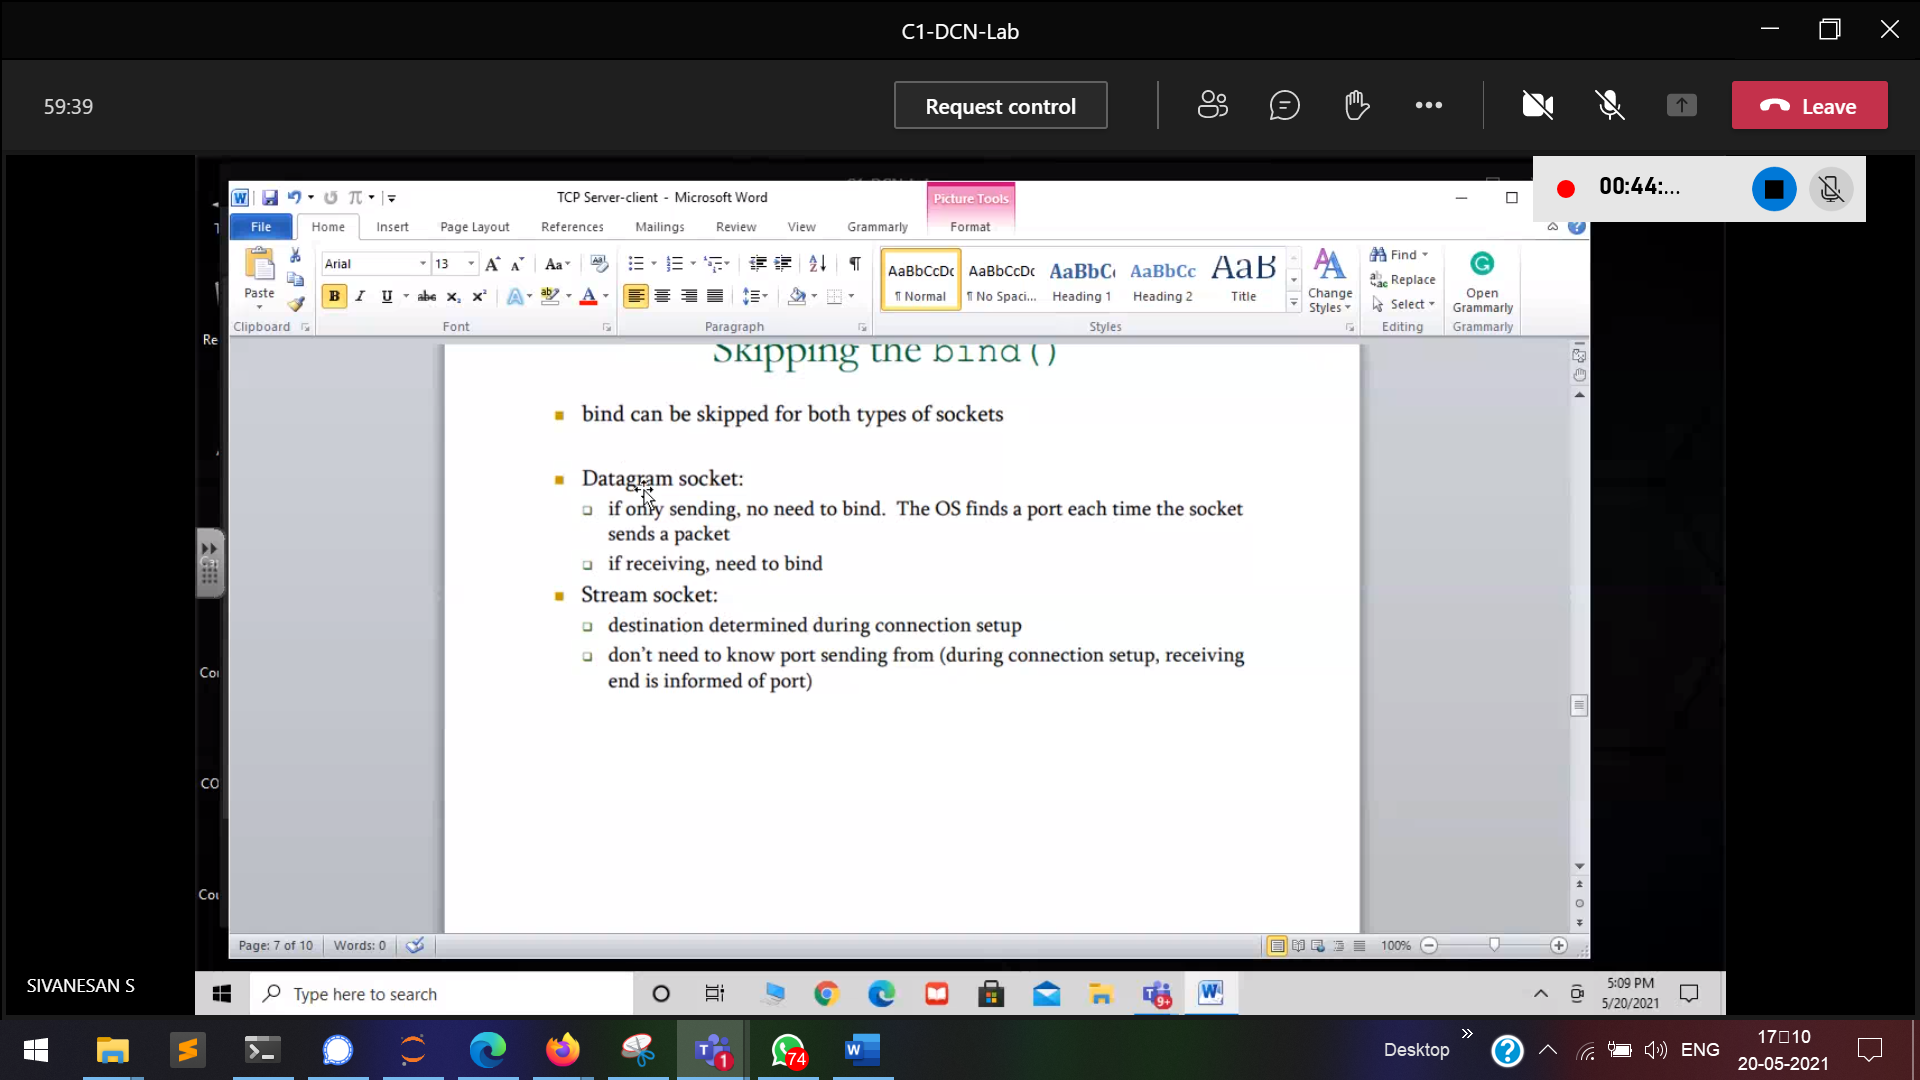 C1-DCN-Lab
59:39
Request control
Leave
00:44:...
TCP Server-client - Microsoft Word
Picture Tools
File
Home
Insert
Page Layout
References
Mailings
Review
View
Grammarly
Format
Paste
Clipboard
Arial
13
Font
Paragraph
AaBbCcDc
AaBbCcDc
AaBbC
AaBbCc
AaB
¶ Normal
¶ No Spaci...
Heading 1
Heading 2
Title
Styles
Change
Styles
Find
Replace
Select
Editing
Open
Grammarly
Grammarly
Skipping the bind()
bind can be skipped for both types of sockets
Datagram socket:
if only sending, no need to bind. The OS finds a port each time the socket
sends a packet
if receiving, need to bind
Stream socket:
destination determined during connection setup
don't need to know port sending from (during connection setup, receiving
end is informed of port)
Re
Coi
CO
Cou
Page: 7 of 10
Words: 0
100%
SIVANESAN S
Type here to search
9+
5:09 PM
5/20/2021
1
74
Desktop
ENG
17▯10
20-05-2021